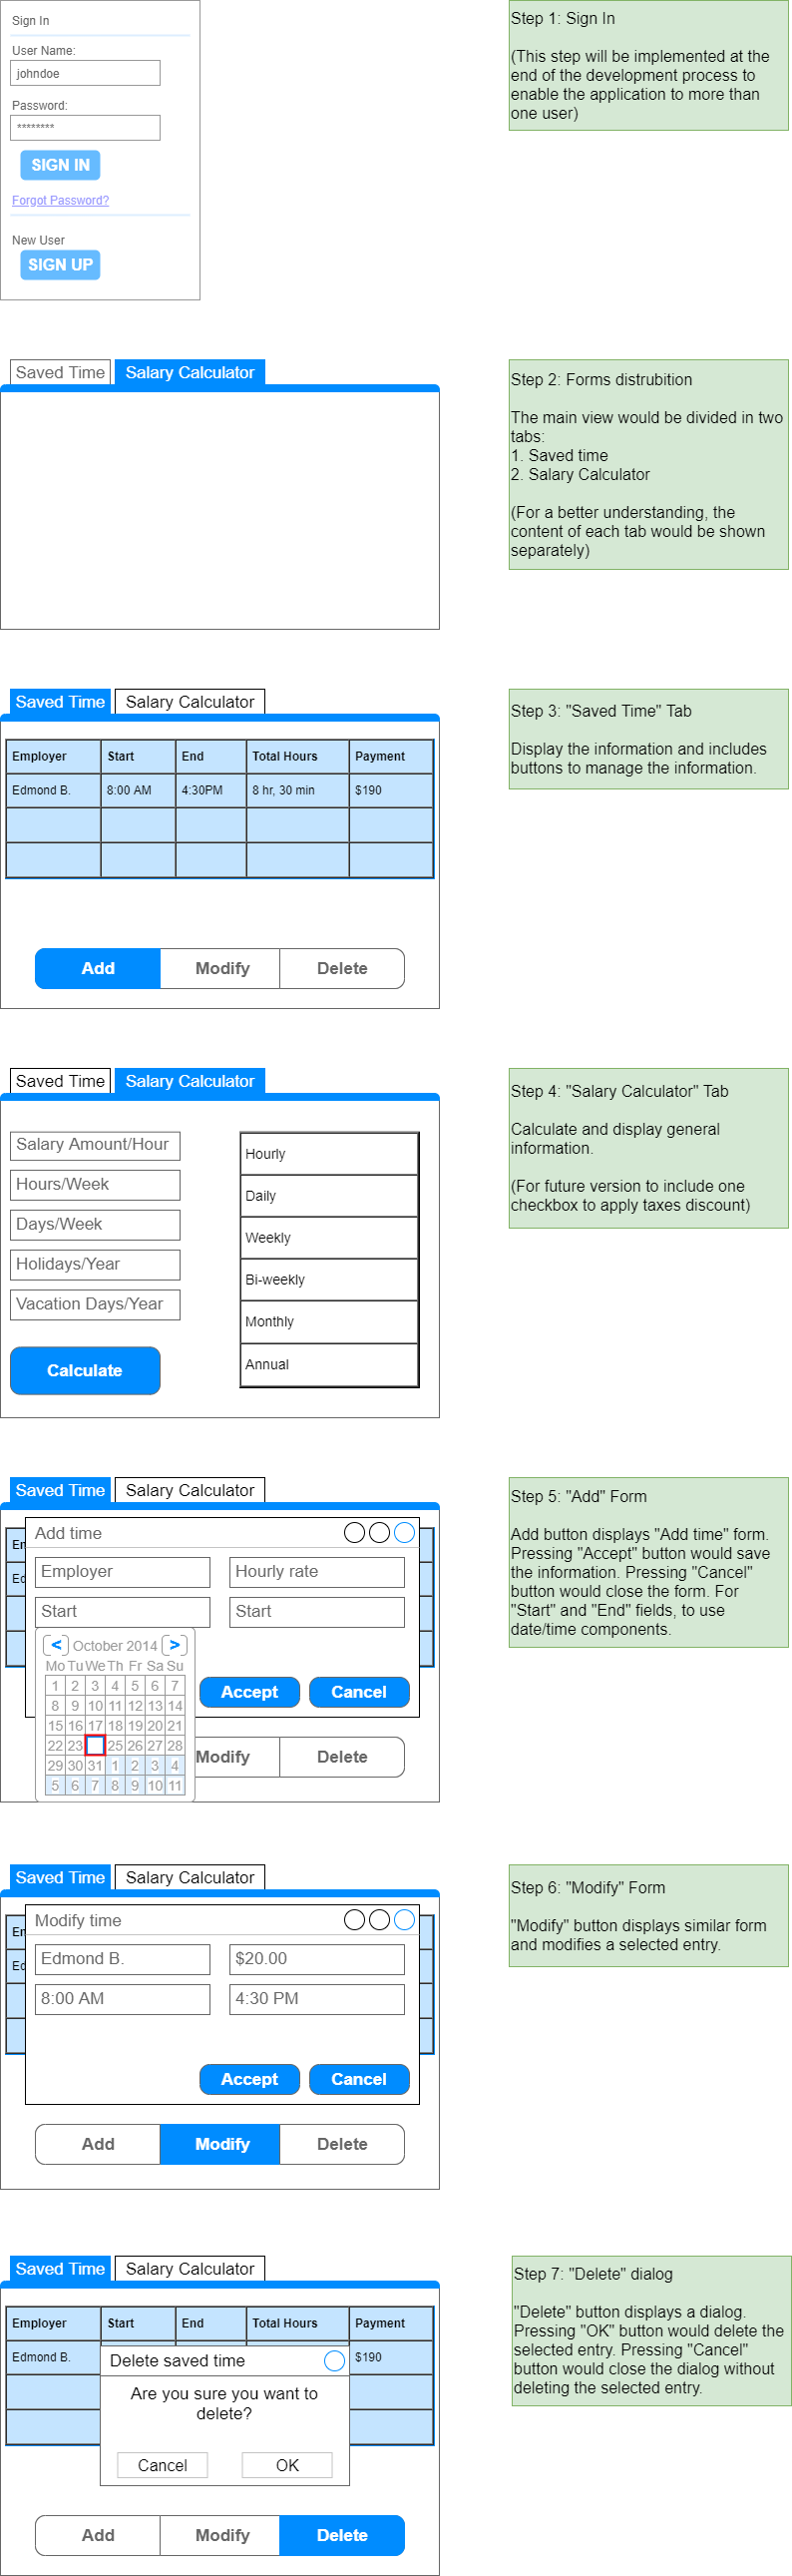 Sign In
User Name:
johndoe
Password:
********
SIGN IN
Forgot Password?
New User
SIGN UP
Step 1: Sign In
(This step will be implemented at the
end of the development process to
enable the application to more than
one user)
Saved Time Salary Calculator
Step 2: Forms distrubition
The main view would be divided in two
tabs:
1. Saved time
2. Salary Calculator
(For a better understanding, the
content of each tab would be shown
separately)
Saved Time Salary Calculator
Employer Start End Total Hours Payment
Edmond B. 8:00 AM 4:30PM 8 hr, 30 min $190
Add Modify Delete
Step 3: "Saved Time" Tab
Display the information and includes
buttons to manage the information.
Saved Time Salary Calculator
Salary Amount/Hour
Hours/Week
Days/Week
Holidays/Year
Vacation Days/Year
Calculate
Hourly
Daily
Weekly
Bi-weekly
Monthly
Annual
Step 4: "Salary Calculator" Tab
Calculate and display general
information.
(For future version to include one
checkbox to apply taxes discount)
Saved Time Salary Calculator
Add time
Employer Hourly rate
Start Start
< October 2014 >
Mo Tu We Th Fr Sa Su
1 2 3 4 5 6 7
8 9 10 11 12 13 14
15 16 17 18 19 20 21
22 23 25 26 27 28
29 30 31 1 2 3 4
5 6 7 8 9 10 11
Accept Cancel
Modify Delete
Step 5: "Add" Form
Add button displays "Add time" form.
Pressing "Accept" button would save
the information. Pressing "Cancel"
button would close the form. For
"Start" and "End" fields, to use
date/time components.
Saved Time Salary Calculator
Modify time
Edmond B. $20.00
8:00 AM 4:30 PM
Accept Cancel
Add Modify Delete
Step 6: "Modify" Form
"Modify" button displays similar form
and modifies a selected entry.
Saved Time Salary Calculator
Employer Start End Total Hours Payment
Edmond B. $190
Delete saved time
Are you sure you want to
delete?
Cancel OK
Add Modify Delete
Step 7: "Delete" dialog
"Delete" button displays a dialog.
Pressing "OK" button would delete the
selected entry. Pressing "Cancel"
button would close the dialog without
deleting the selected entry.